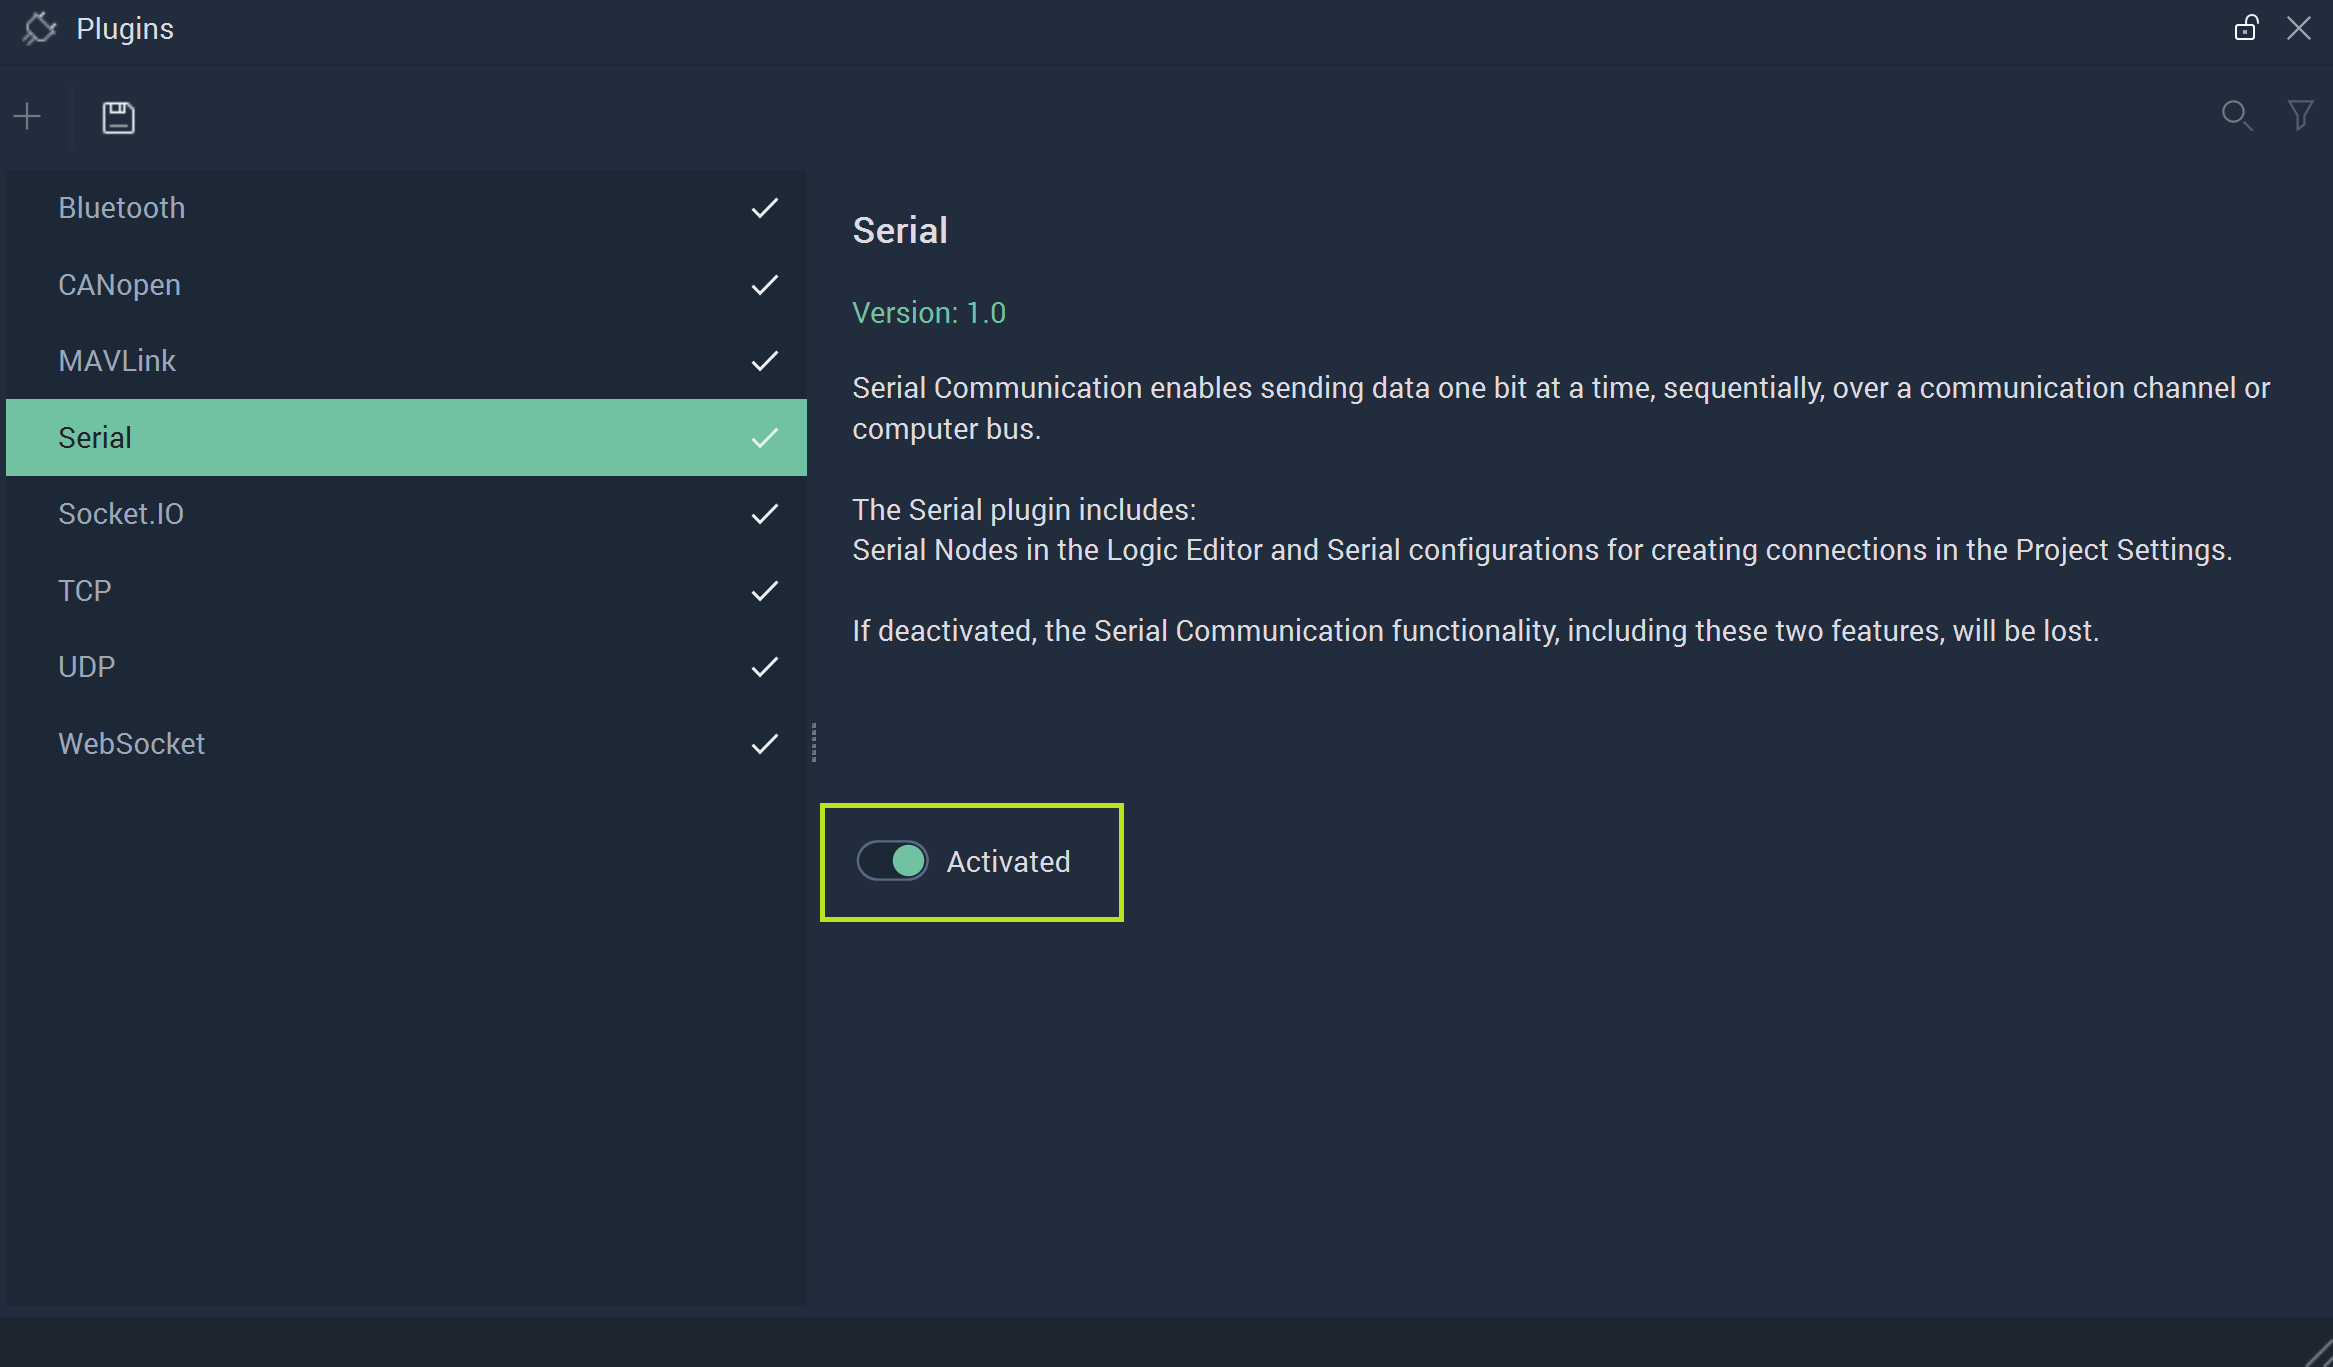 Plugins
Bluetooth
CANopen
MAVLink
Serial
Socket.IO
TCP
UDP
WebSocket
Serial
Version: 1.0
Serial Communication enables sending data one bit at a time, sequentially, over a communication channel or
computer bus.
The Serial plugin includes:
Serial Nodes in the Logic Editor and Serial configurations for creating connections in the Project Settings.
If deactivated, the Serial Communication functionality, including these two features, will be lost.
Activated